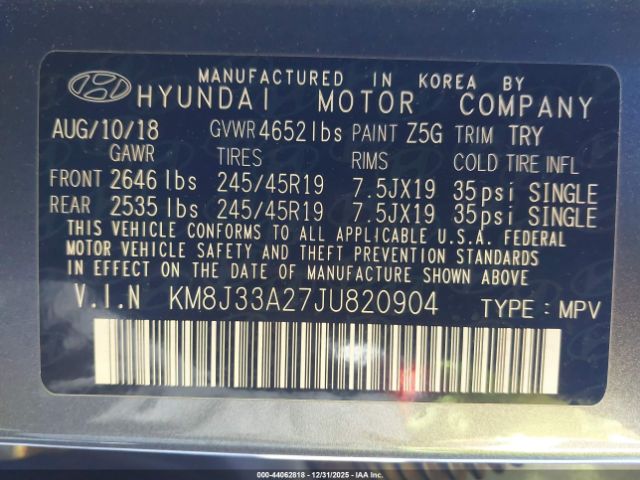 MANUFACTURED IN KOREA BY
HYUNDAI MOTOR COMPANY
AUG/10/18 GVWR 4652 lbs PAINT Z5G TRIM TRY
GAWR TIRES RIMS COLD TIRE INFL
FRONT 2646 lbs 245/45R19 7.5JX19 35psi SINGLE
REAR 2535 lbs 245/45R19 7.5JX19 35psi SINGLE
THIS VEHICLE CONFORMS TO ALL APPLICABLE U.S.A. FEDERAL
MOTOR VEHICLE SAFETY AND THEFT PREVENTION STANDARDS
IN EFFECT ON THE DATE OF MANUFACTURE SHOWN ABOVE.
V.I.N KM8J33A27JU820904 TYPE : MPV
000-44062818 - 12/31/2025 - IAAI.COM